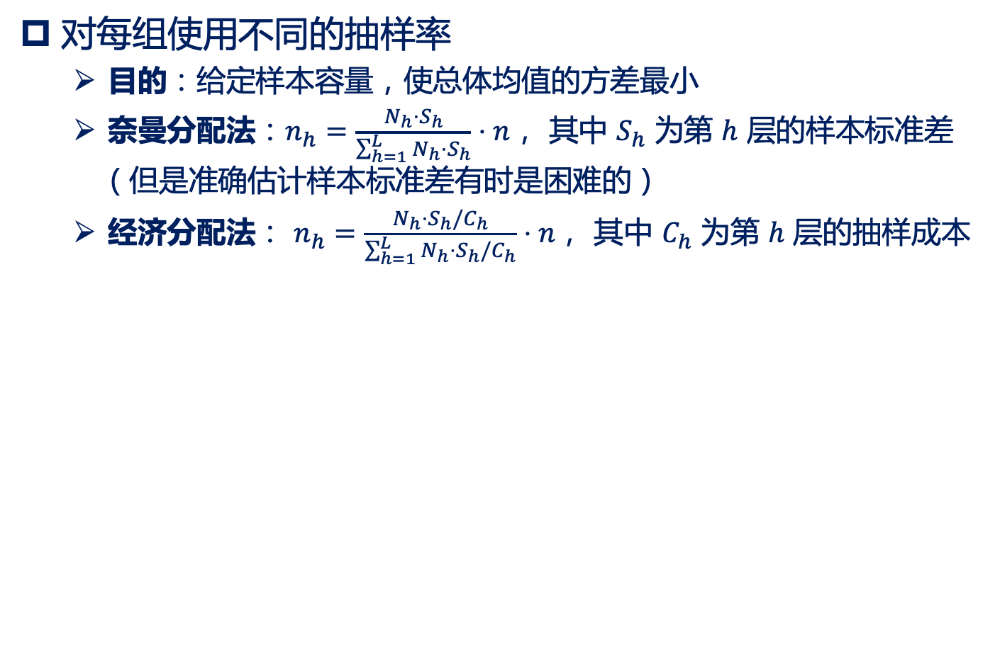 对每组使用不同的抽样率
目的：给定样本容量，使总体均值的方差最小
奈曼分配法：$n_h = \frac{N_h \cdot S_h}{\sum_{h=1}^{L} N_h \cdot S_h} \cdot n$， 其中 $S_h$ 为第 $h$ 层的样本标准差
（但是准确估计样本标准差有时是困难的）
经济分配法： $n_h = \frac{N_h \cdot S_h / C_h}{\sum_{h=1}^{L} N_h \cdot S_h / C_h} \cdot n$， 其中 $C_h$ 为第 $h$ 层的抽样成本